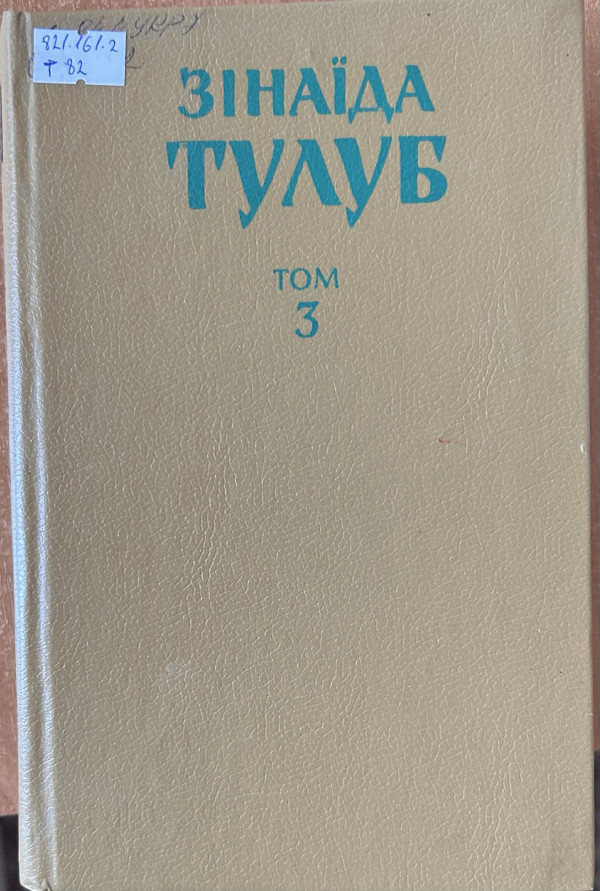 821.161.2
Т 82
ЗІНАЇДА
ТУЛУБ
ТОМ
3